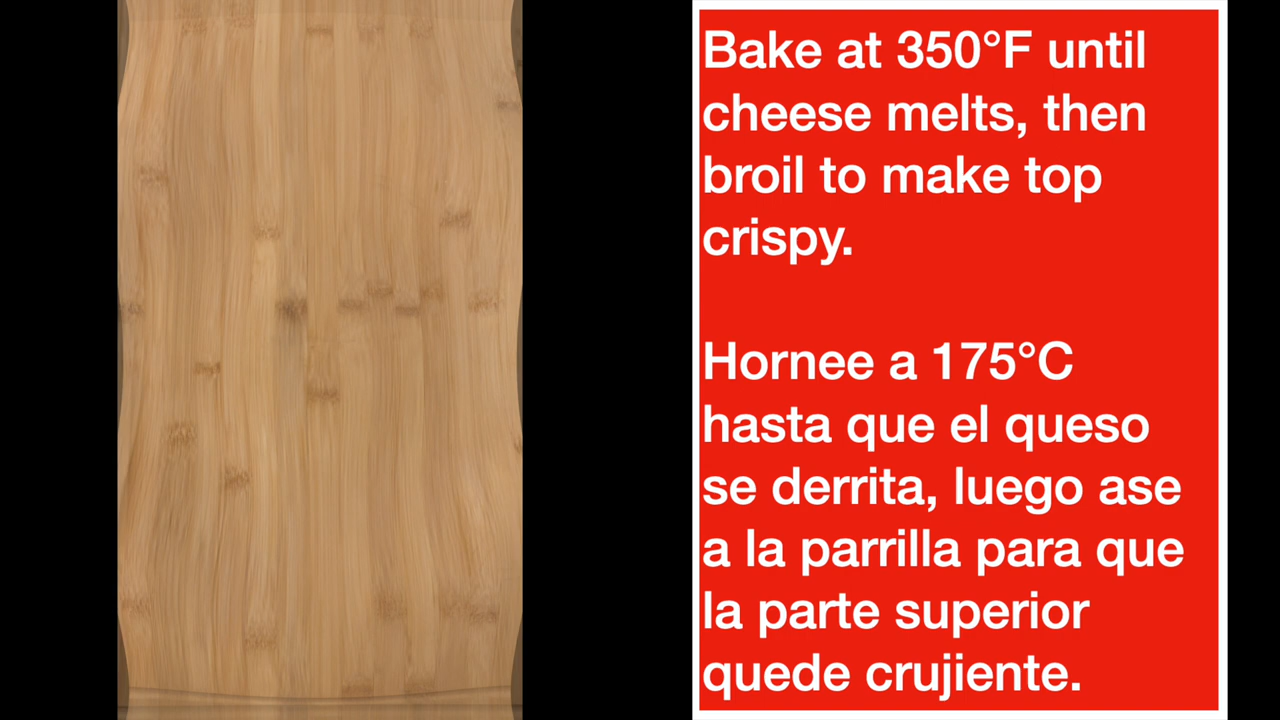 Bake at 350°F until
cheese melts, then
broil to make top
crispy.
Hornee a 175°C
hasta que el queso
se derrita, luego ase
a la parrilla para que
la parte superior
quede crujiente.